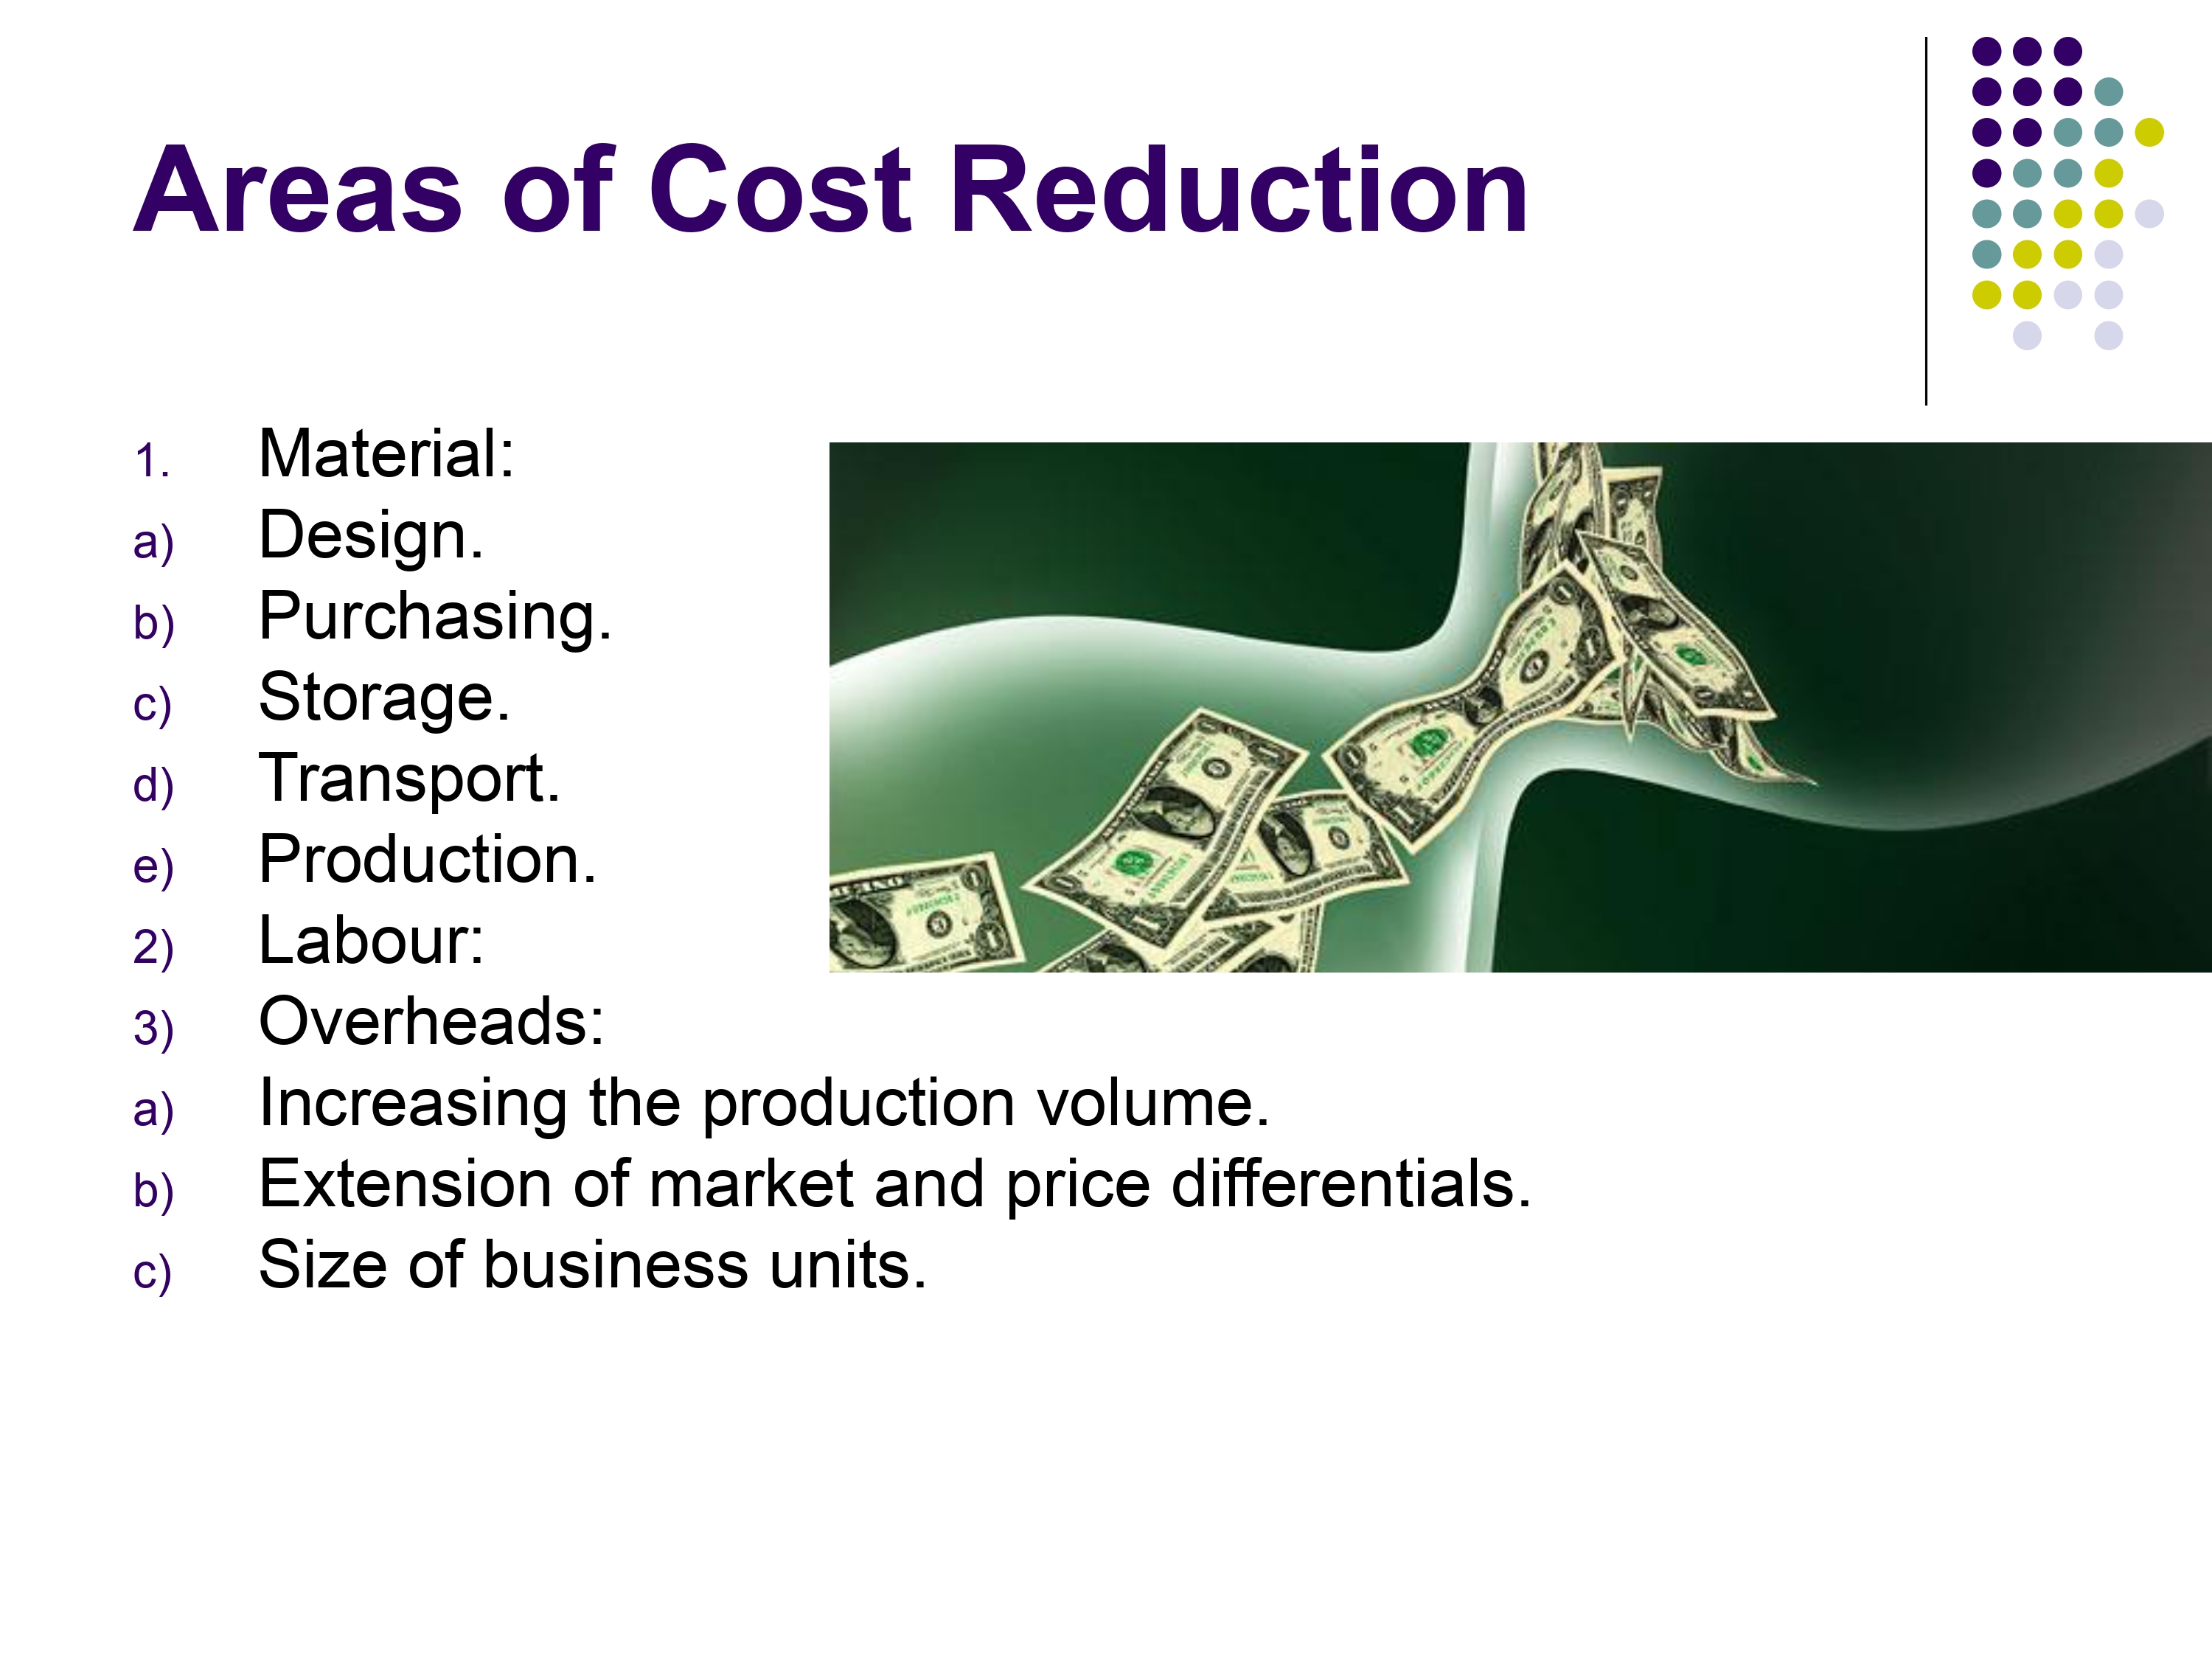 Areas of Cost Reduction
1. Material:
a) Design.
b) Purchasing.
c) Storage.
d) Transport.
e) Production.
2) Labour:
3) Overheads:
a) Increasing the production volume.
b) Extension of market and price differentials.
c) Size of business units.